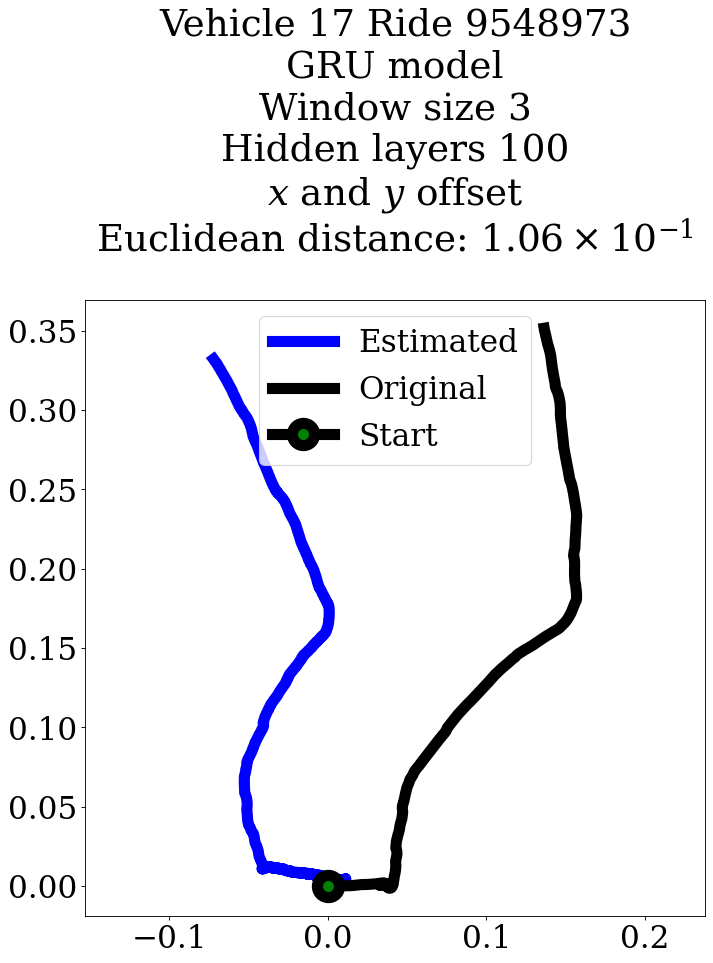 Vehicle 17 Ride 9548973
GRU model
Window size 3
Hidden layers 100
x and y offset
Euclidean distance: 1.06 × 10⁻¹
Estimated
Original
Start
0.35
0.30
0.25
0.20
0.15
0.10
0.05
0.00
−0.1 0.0 0.1 0.2